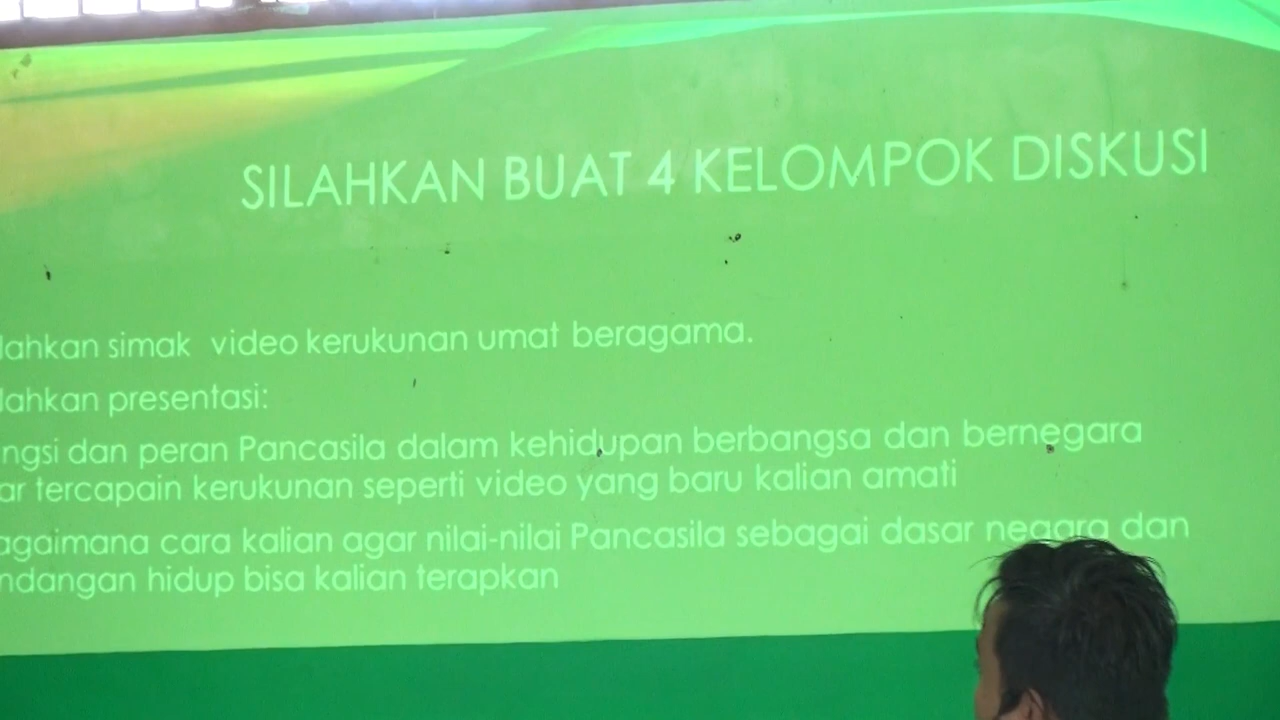 SILAHKAN BUAT 4 KELOMPOK DISKUSI
lahkan simak video kerukunan umat beragama.
lahkan presentasi:
ngsi dan peran Pancasila dalam kehidupan berbangsa dan bernegara
ar tercapain kerukunan seperti video yang baru kalian amati
agaimana cara kalian agar nilai-nilai Pancasila sebagai dasar negara dan
ndangan hidup bisa kalian terapkan